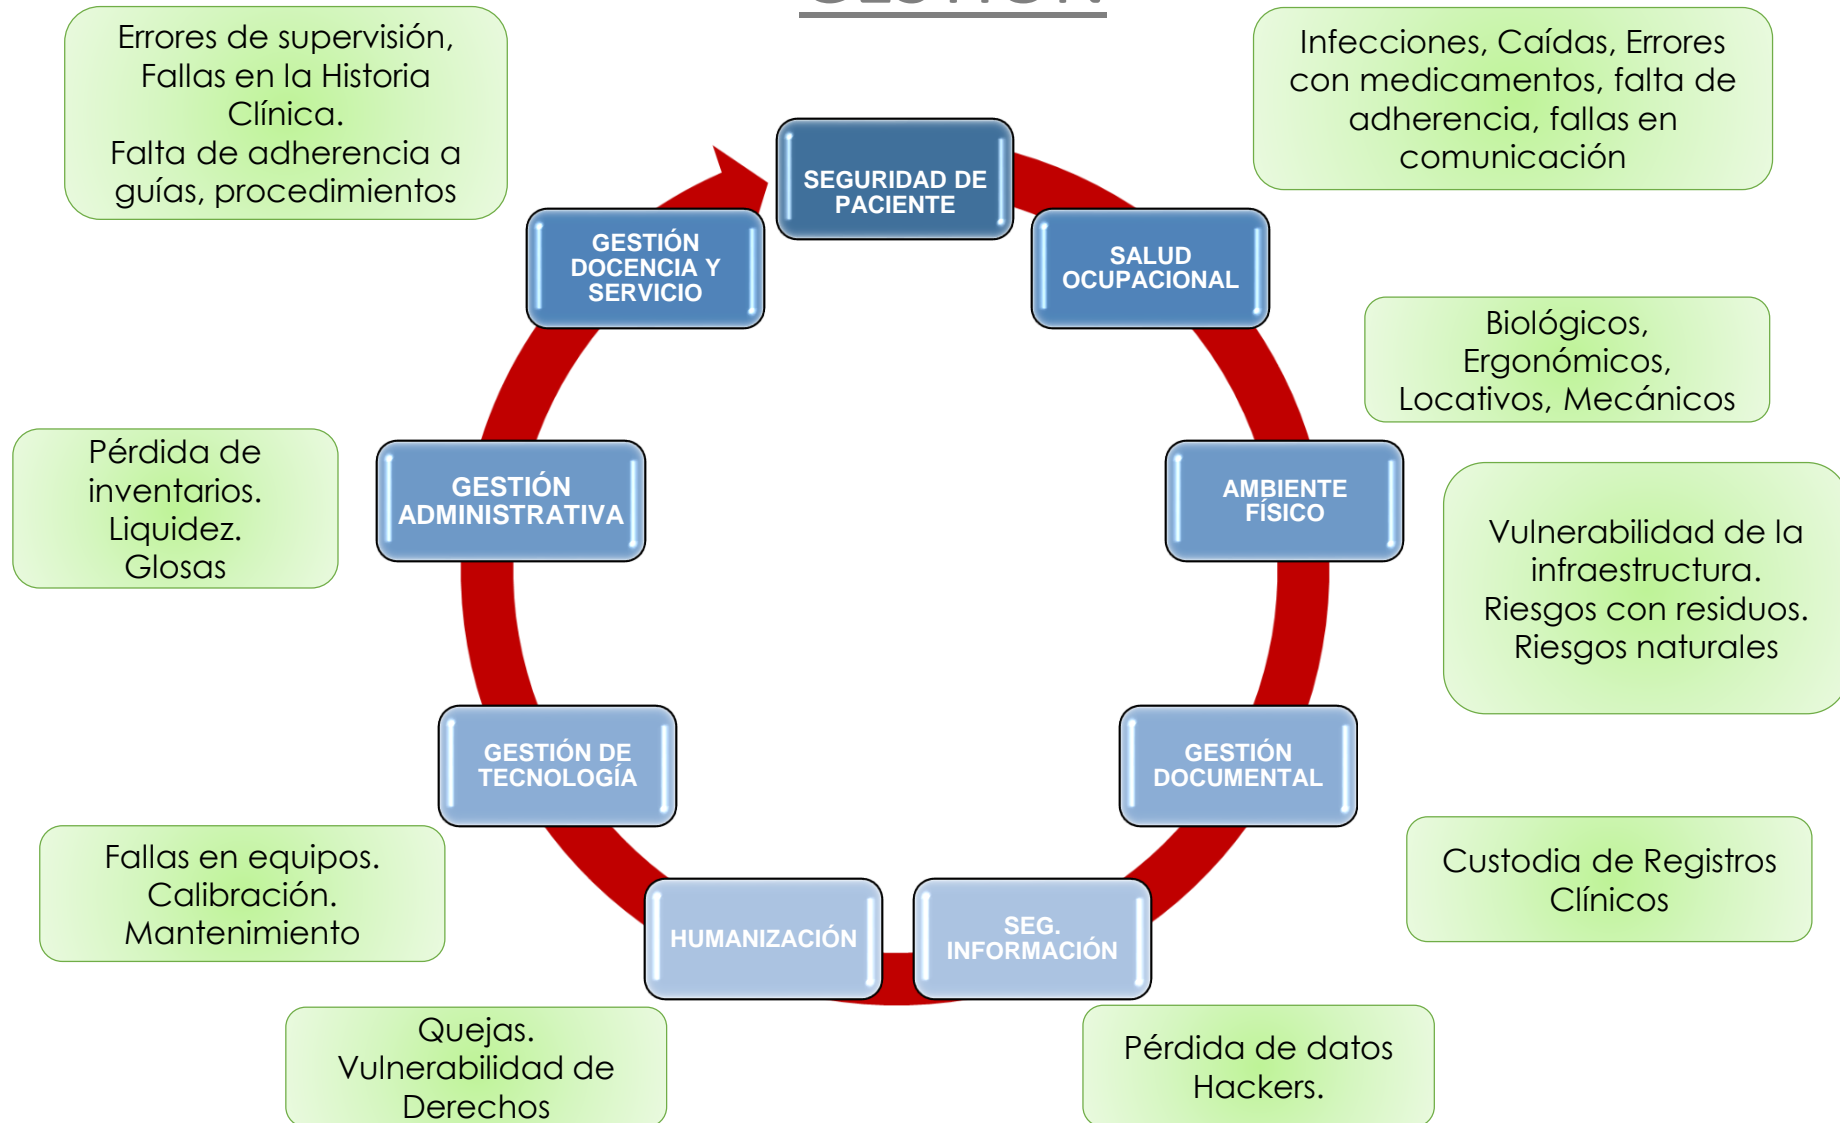 GESTIÓN
Errores de supervisión,
Fallas en la Historia
Clínica.
Falta de adherencia a
guías, procedimientos
Infecciones, Caídas, Errores
con medicamentos, falta de
adherencia, fallas en
comunicación
SEGURIDAD DE
PACIENTE
GESTIÓN
DOCENCIA Y
SERVICIO
SALUD
OCUPACIONAL
Biológicos,
Ergonómicos,
Locativos, Mecánicos
Pérdida de
inventarios.
Liquidez.
Glosas
GESTIÓN
ADMINISTRATIVA
AMBIENTE
FÍSICO
Vulnerabilidad de la
infraestructura.
Riesgos con residuos.
Riesgos naturales
GESTIÓN DE
TECNOLOGÍA
GESTIÓN
DOCUMENTAL
Fallas en equipos.
Calibración.
Mantenimiento
Custodia de Registros
Clínicos
HUMANIZACIÓN
SEG.
INFORMACIÓN
Quejas.
Vulnerabilidad de
Derechos
Pérdida de datos
Hackers.